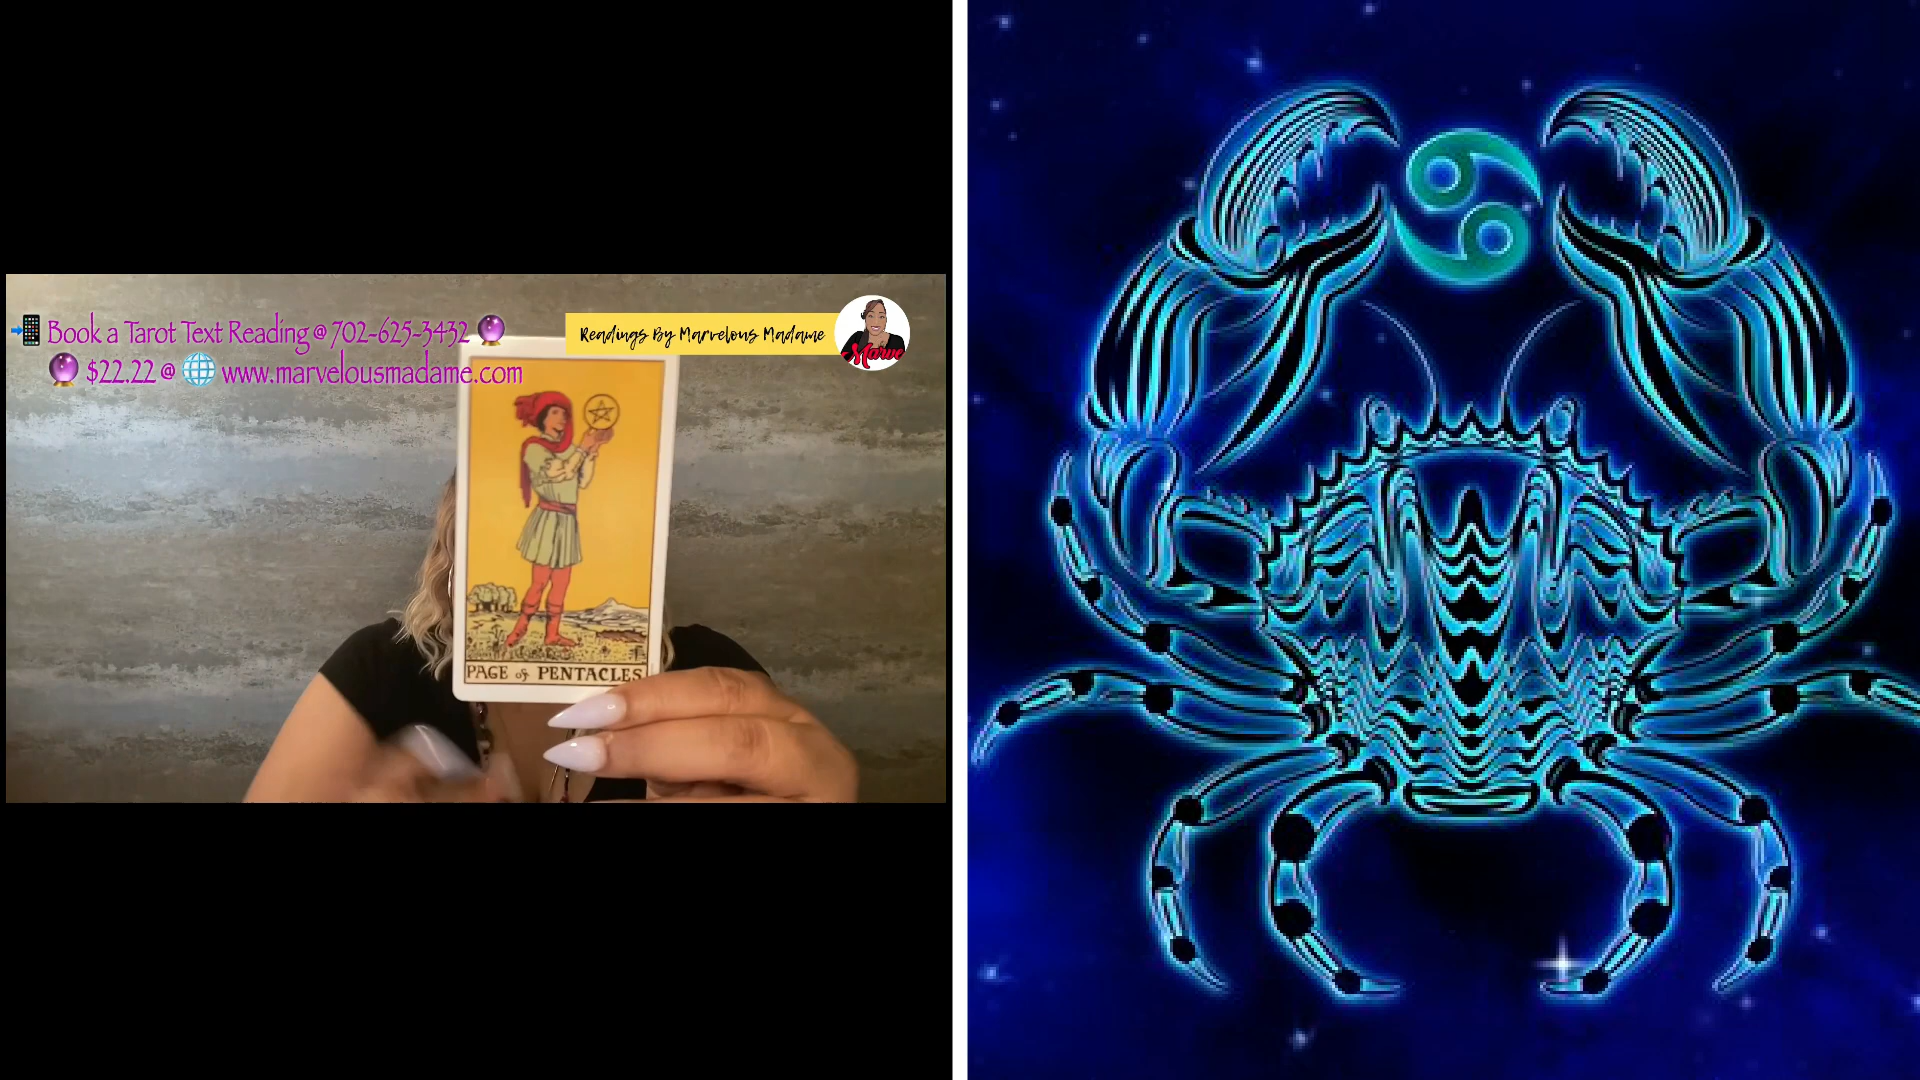 Book a Tarot Text Reading @ 702-625-3432
$22.22 @ www.marvelousmadame.com
Readings By Marvelous Madame
Marve
PAGE of PENTACLES